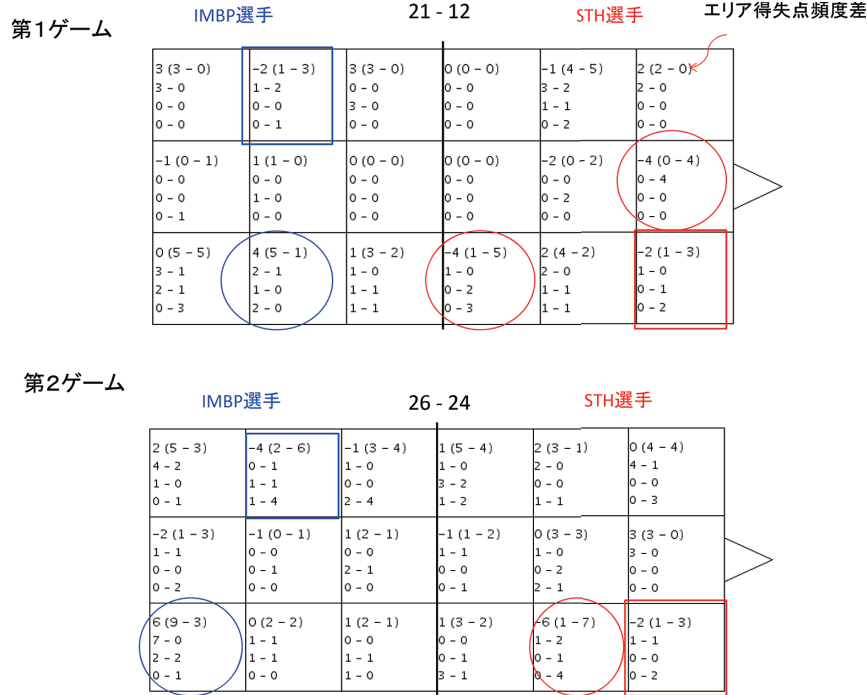 第1ゲーム
IMBP選手 21 - 12 STH選手 エリア得失点頻度差
3 (3 – 0) −2 (1 – 3) 3 (3 – 0) 0 (0 – 0) −1 (4 – 5) 2 (2 – 0)
3 – 0 1 – 2 0 – 0 0 – 0 3 – 2 2 – 0
0 – 0 0 – 0 3 – 0 0 – 0 1 – 1 0 – 0
0 – 0 0 – 1 0 – 0 0 – 0 0 – 2 0 – 0
−1 (0 – 1) 1 (1 – 0) 0 (0 – 0) 0 (0 – 0) −2 (0 – 2) −4 (0 – 4)
0 – 0 0 – 0 0 – 0 0 – 0 0 – 0 0 – 4
0 – 0 1 – 0 0 – 0 0 – 0 0 – 2 0 – 0
0 – 1 0 – 0 0 – 0 0 – 0 0 – 0 0 – 0
0 (5 – 5) 4 (5 – 1) 1 (3 – 2) −4 (1 – 5) 2 (4 – 2) −2 (1 – 3)
3 – 1 2 – 1 1 – 0 1 – 0 2 – 0 1 – 0
2 – 1 1 – 0 1 – 1 0 – 2 1 – 1 0 – 1
0 – 3 2 – 0 1 – 1 0 – 3 1 – 1 0 – 2
第2ゲーム
IMBP選手 26 - 24 STH選手
2 (5 – 3) −4 (2 – 6) −1 (3 – 4) 1 (5 – 4) 2 (3 – 1) 0 (4 – 4)
4 – 2 0 – 1 1 – 0 1 – 0 2 – 0 4 – 1
1 – 0 1 – 1 0 – 0 3 – 2 0 – 0 0 – 0
0 – 1 1 – 4 2 – 4 1 – 2 1 – 1 0 – 3
−2 (1 – 3) −1 (0 – 1) 1 (2 – 1) −1 (1 – 2) 0 (3 – 3) 3 (3 – 0)
1 – 1 0 – 0 0 – 0 1 – 1 1 – 0 3 – 0
0 – 0 0 – 1 2 – 1 0 – 0 0 – 2 0 – 0
0 – 2 0 – 0 0 – 0 0 – 1 2 – 1 0 – 0
6 (9 – 3) 0 (2 – 2) 1 (2 – 1) 1 (3 – 2) −6 (1 – 7) −2 (1 – 3)
7 – 0 1 – 1 0 – 0 0 – 0 1 – 2 1 – 1
2 – 2 1 – 1 1 – 1 0 – 1 0 – 1 0 – 0
0 – 1 0 – 0 1 – 0 3 – 1 0 – 4 0 – 2